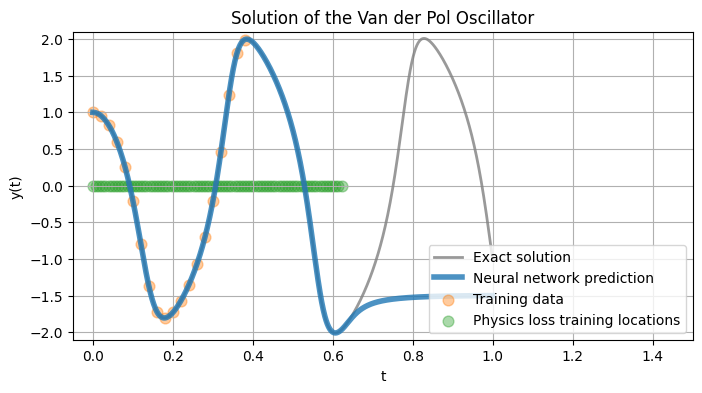 Solution of the Van der Pol Oscillator
y(t)
2.0
1.5
1.0
0.5
0.0
−0.5
−1.0
−1.5
−2.0
Exact solution
Neural network prediction
Training data
Physics loss training locations
0.0 0.2 0.4 0.6 0.8 1.0 1.2 1.4
t